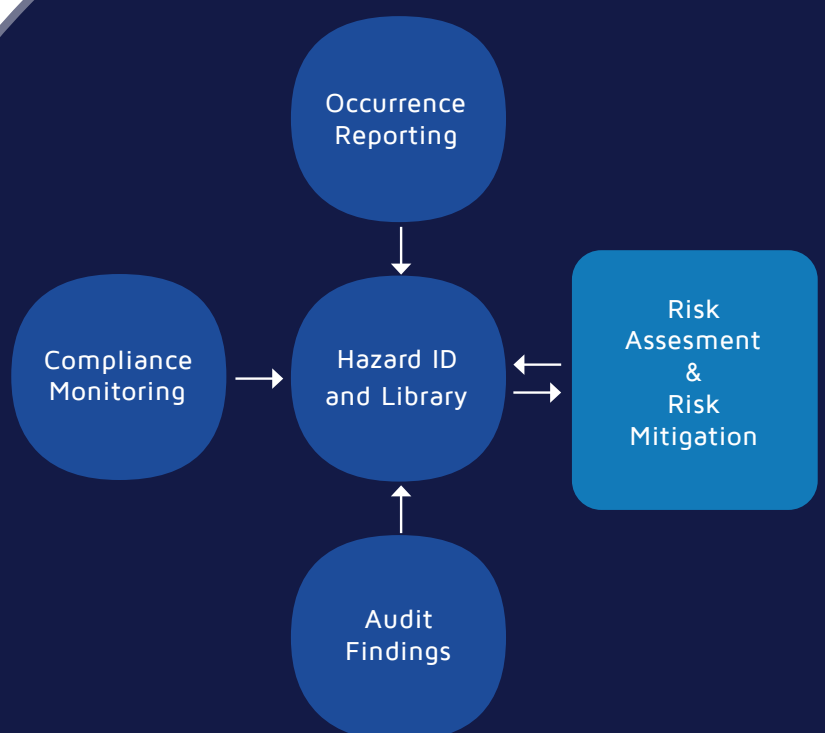 Occurrence
Reporting
Compliance
Monitoring
Hazard ID
and Library
Risk
Assesment
&
Risk
Mitigation
Audit
Findings